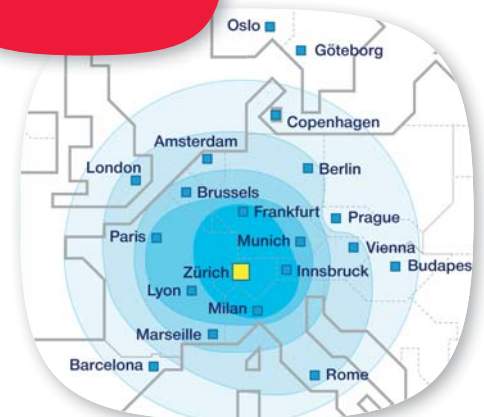 Oslo
Göteborg
Copenhagen
Amsterdam
London
Berlin
Brussels
Frankfurt
Prague
Paris
Munich
Vienna
Zürich
Innsbruck
Budapes
Lyon
Milan
Marseille
Barcelona
Rome